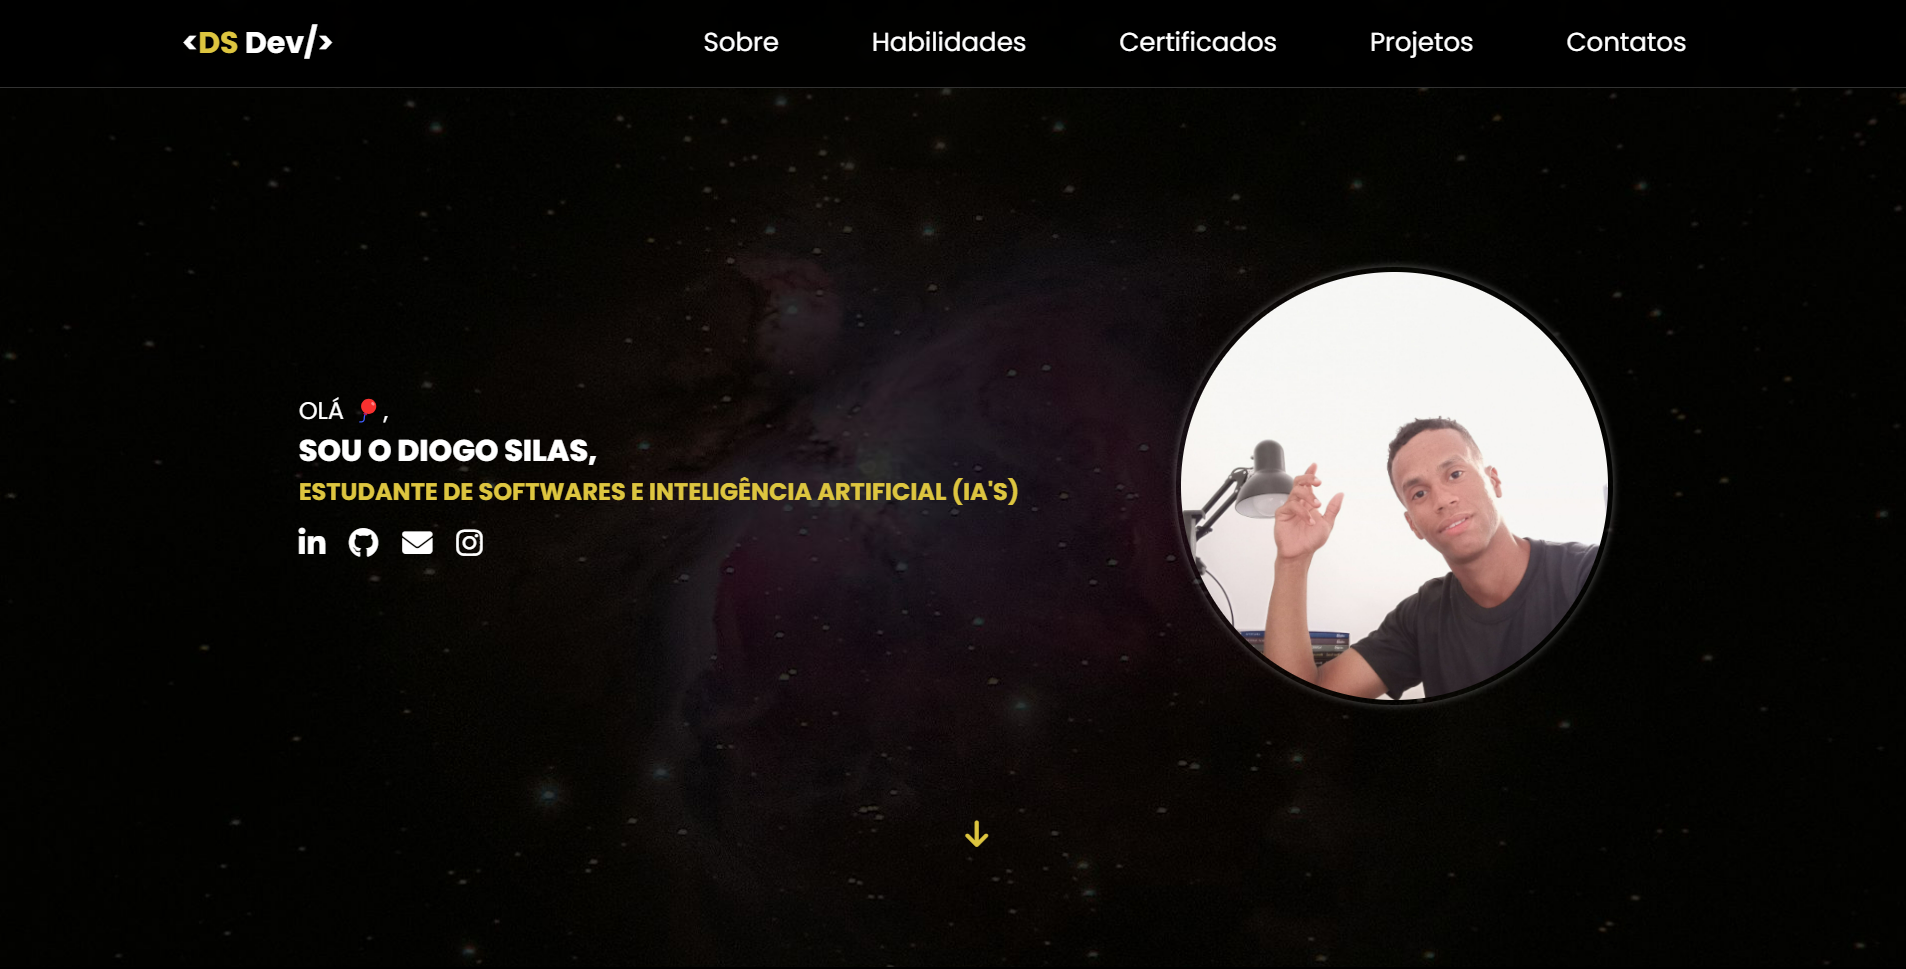 <DS Dev/>
Sobre
Habilidades
Certificados
Projetos
Contatos
OLÁ 🎈,
SOU O DIOGO SILAS,
ESTUDANTE DE SOFTWARES E INTELIGÊNCIA ARTIFICIAL (IA'S)